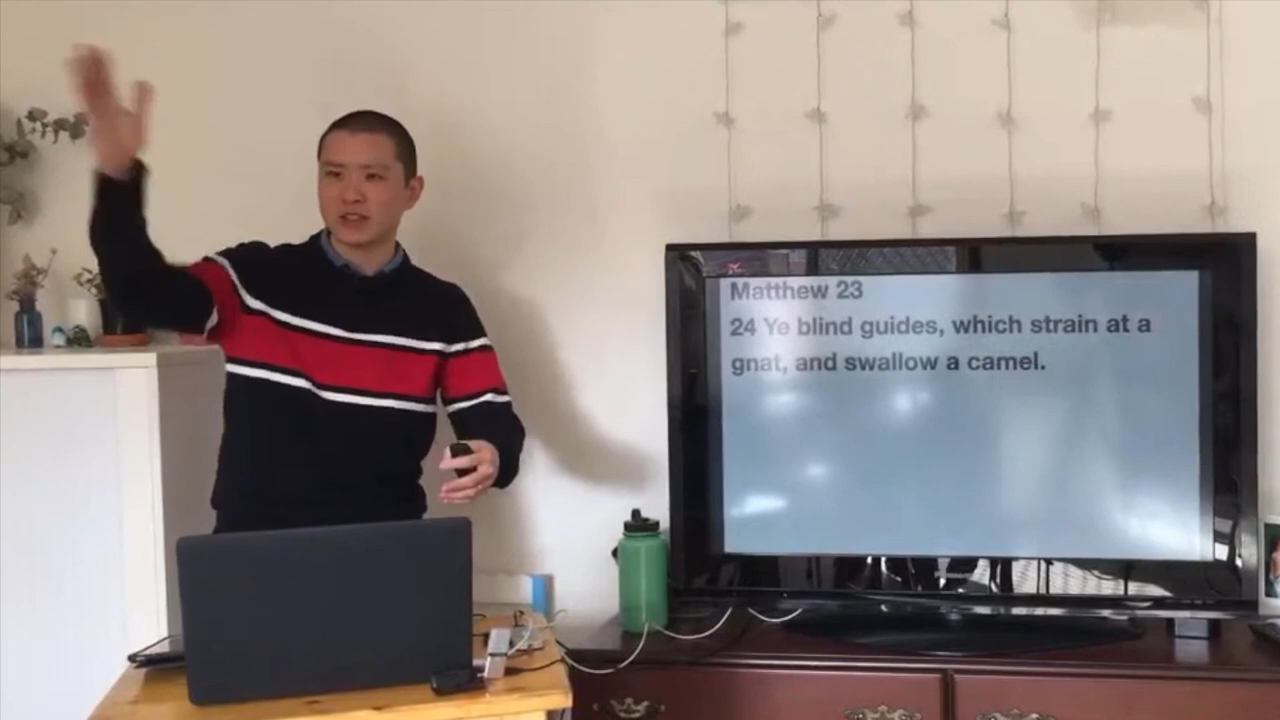 Matthew 23
24 Ye blind guides, which strain at a
gnat, and swallow a camel.